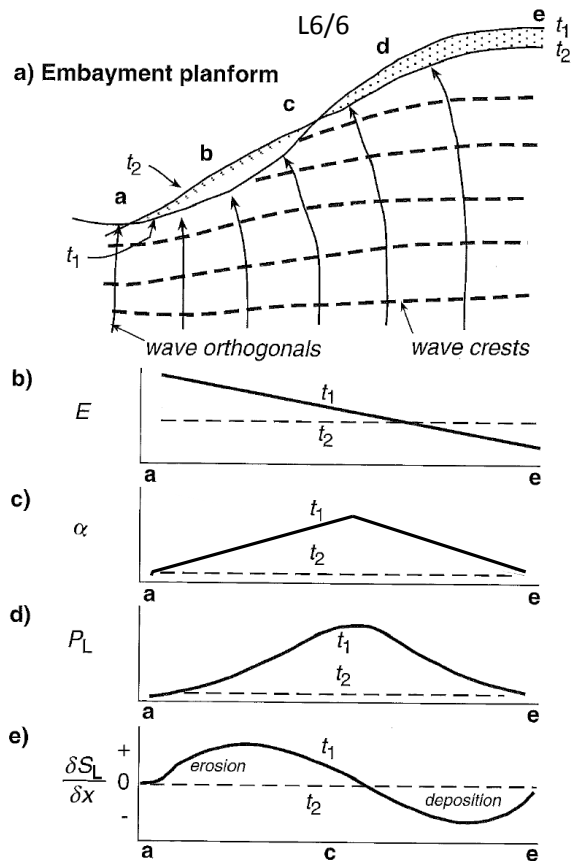 L6/6
e
t1
t2
d
a) Embayment planform
c
b
t2
a
t1
wave orthogonals
wave crests
b)
E
t1
t2
a
e
c)
α
t1
t2
a
e
d)
PL
t1
t2
a
e
e)
δSL
δx
+
0
-
t1
erosion
t2
deposition
a
c
e